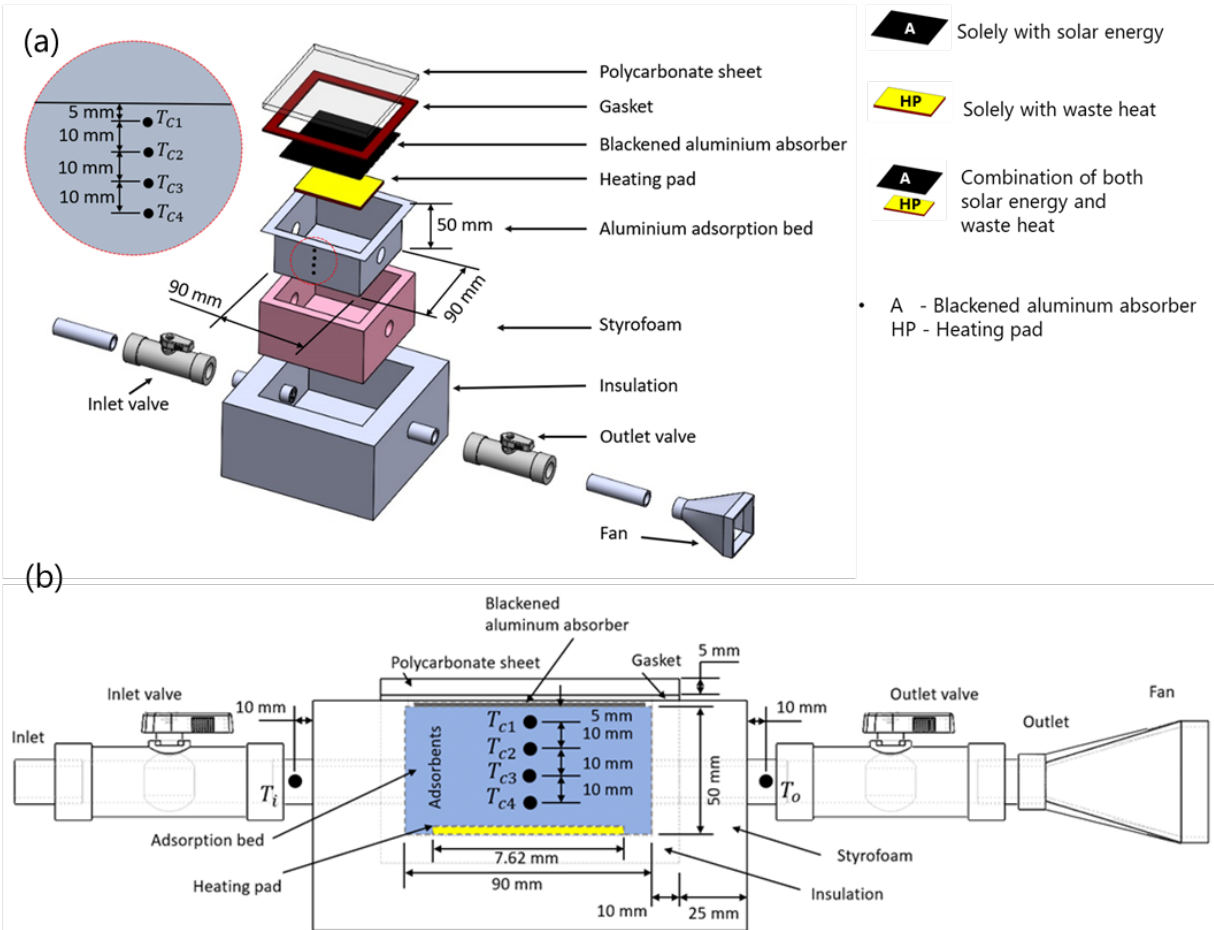 (a)
5 mm
10 mm
10 mm
10 mm
T_C1
T_C2
T_C3
T_C4
Polycarbonate sheet
Gasket
Blackened aluminium absorber
Heating pad
50 mm
Aluminium adsorption bed
90 mm
90 mm
Styrofoam
Insulation
Inlet valve
Outlet valve
Fan
A
Solely with solar energy
HP
Solely with waste heat
A
HP
Combination of both
solar energy and
waste heat
• A - Blackened aluminum absorber
HP - Heating pad
(b)
Blackened
aluminum absorber
Polycarbonate sheet
Gasket
5 mm
Inlet valve
Outlet valve
Fan
10 mm
10 mm
Inlet
Outlet
T_c1
T_c2
T_c3
T_c4
5 mm
10 mm
10 mm
10 mm
50 mm
Adsorbents
T_i
T_o
Adsorption bed
Heating pad
7.62 mm
90 mm
10 mm
25 mm
Styrofoam
Insulation